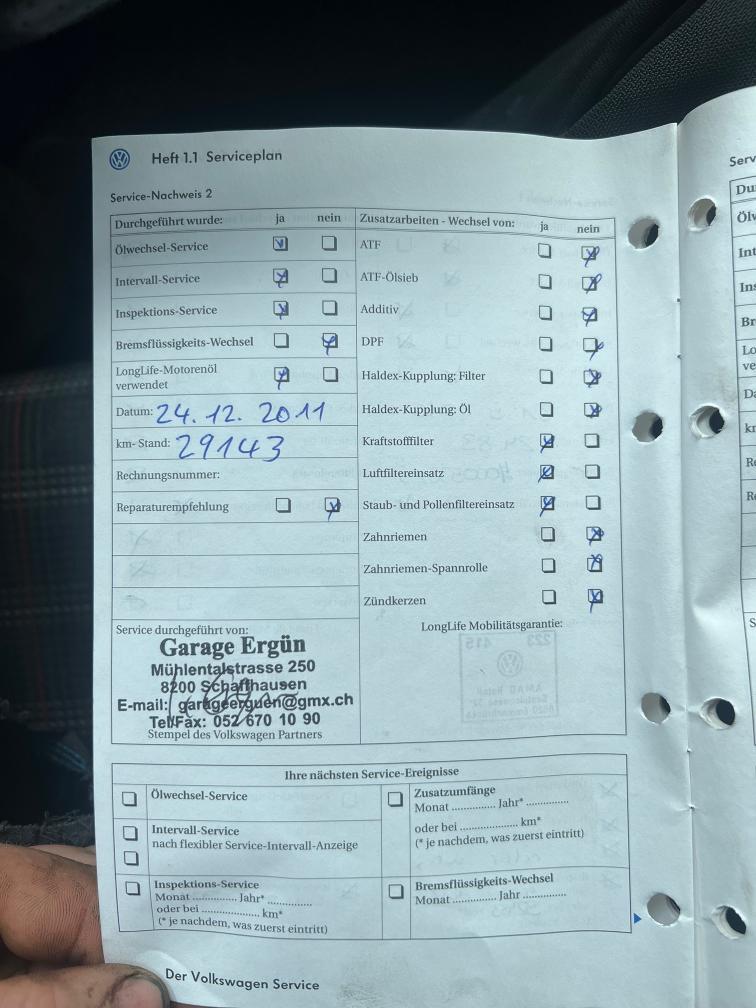 Heft 1.1 Serviceplan
Service-Nachweis 2
Durchgeführt wurde: ja nein
Ölwechsel-Service
Intervall-Service
Inspektions-Service
Bremsflüssigkeits-Wechsel
LongLife-Motorenöl
verwendet
Datum: 24.12.2011
km-Stand: 29143
Rechnungsnummer:
Reparaturempfehlung
Zusatzarbeiten - Wechsel von: ja nein
ATF
ATF-Ölsieb
Additiv
DPF
Haldex-Kupplung: Filter
Haldex-Kupplung: Öl
Kraftstofffilter
Luftfiltereinsatz
Staub- und Pollenfiltereinsatz
Zahnriemen
Zahnriemen-Spannrolle
Zündkerzen
Service durchgeführt von:
Garage Ergün
Mühlentalstrasse 250
8200 Schaffhausen
E-mail: garageerguen@gmx.ch
Tel/Fax: 052 670 10 90
Stempel des Volkswagen Partners
LongLife Mobilitätsgarantie:
Ihre nächsten Service-Ereignisse
Ölwechsel-Service
Intervall-Service
nach flexibler Service-Intervall-Anzeige
Inspektions-Service
Monat .............. Jahr* ..............
oder bei .................... km*
(* je nachdem, was zuerst eintritt)
Zusatzumfänge
Monat .............. Jahr* ..............
oder bei .................... km*
(* je nachdem, was zuerst eintritt)
Bremsflüssigkeits-Wechsel
Monat .............. Jahr ..............
Der Volkswagen Service